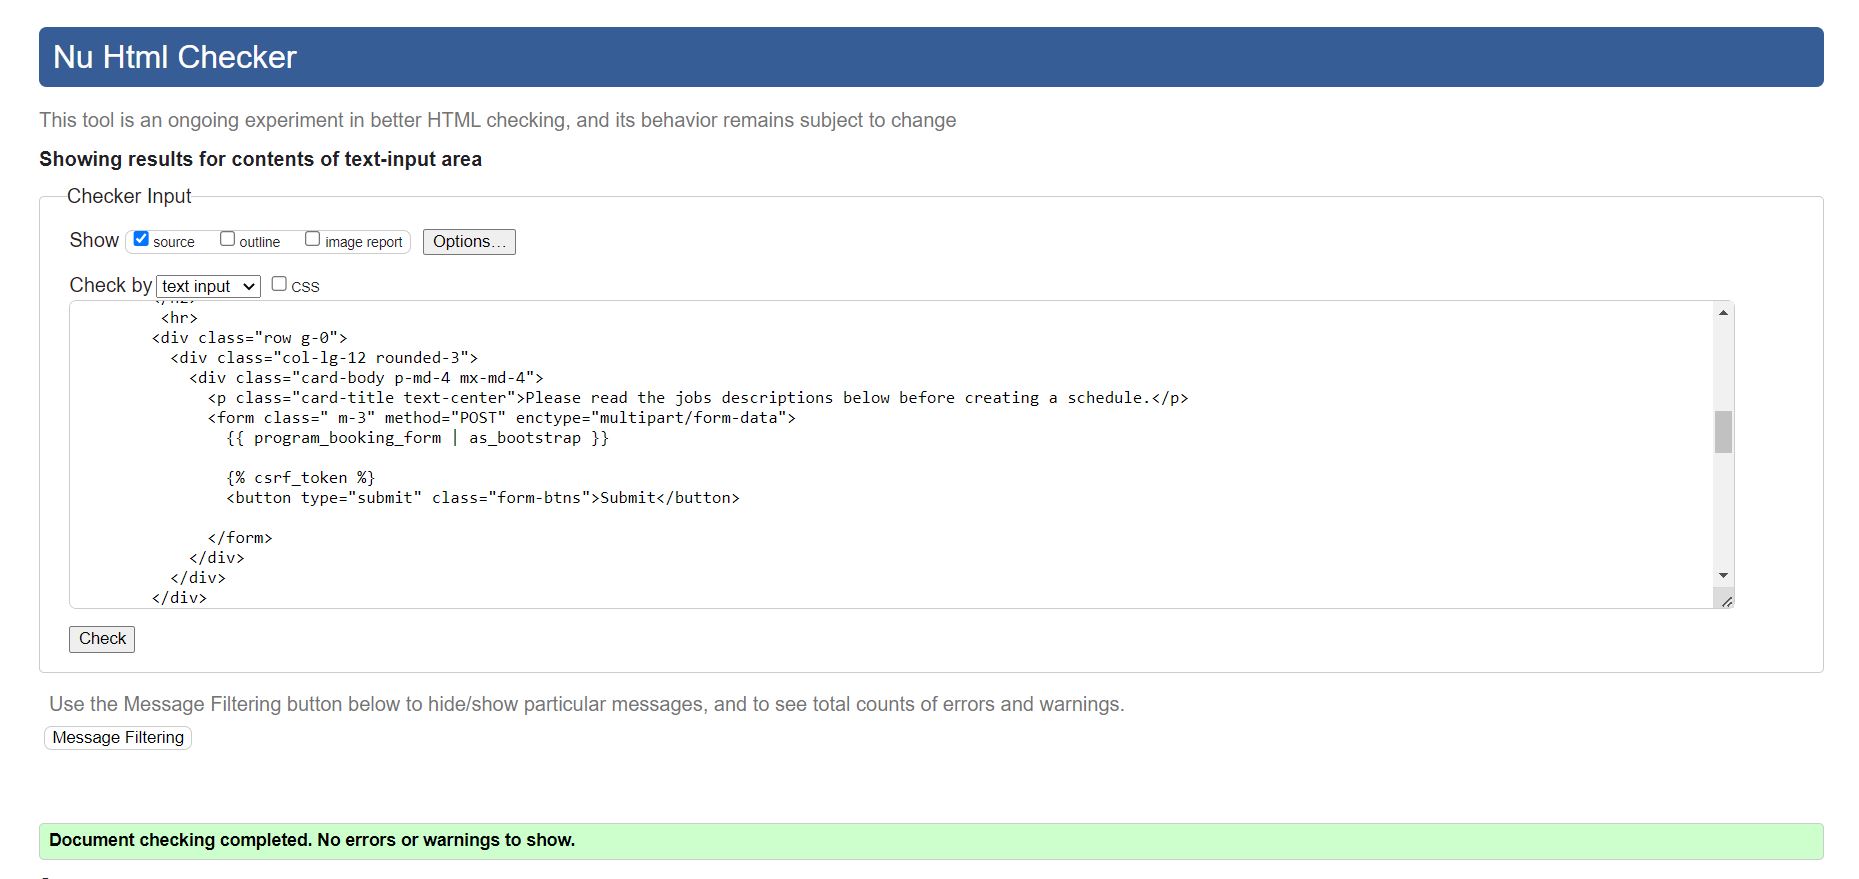 Nu Html Checker
This tool is an ongoing experiment in better HTML checking, and its behavior remains subject to change
Showing results for contents of text-input area
Checker Input
Show source outline image report Options...
Check by text input CSS
<hr>
<div class="row g-0">
<div class="col-lg-12 rounded-3">
<div class="card-body p-md-4 mx-md-4">
<p class="card-title text-center">Please read the jobs descriptions below before creating a schedule.</p>
<form class=" m-3" method="POST" enctype="multipart/form-data">
{{ program_booking_form | as_bootstrap }}
{% csrf_token %}
<button type="submit" class="form-btns">Submit</button>
</form>
</div>
</div>
</div>
Check
Use the Message Filtering button below to hide/show particular messages, and to see total counts of errors and warnings.
Message Filtering
Document checking completed. No errors or warnings to show.